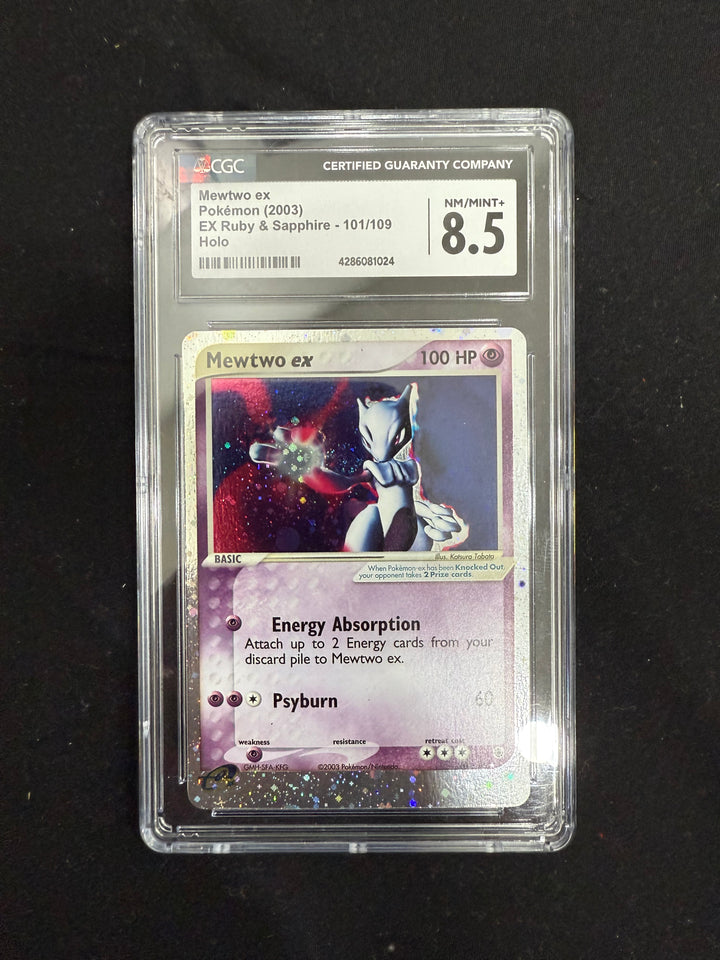 CGC
CERTIFIED GUARANTY COMPANY
Mewtwo ex
Pokémon (2003)
EX Ruby & Sapphire - 101/109
Holo
4286081024
NM/MINT+
8.5
Mewtwo ex
100 HP
BASIC
Illus. Katsura Tabata
When Pokémon-ex has been Knocked Out,
your opponent takes 2 Prize cards.
Energy Absorption
Attach up to 2 Energy cards from your
discard pile to Mewtwo ex.
Psyburn 60
weakness resistance retreat cost
GMH-SFA-KFG ©2003 Pokémon/Nintendo